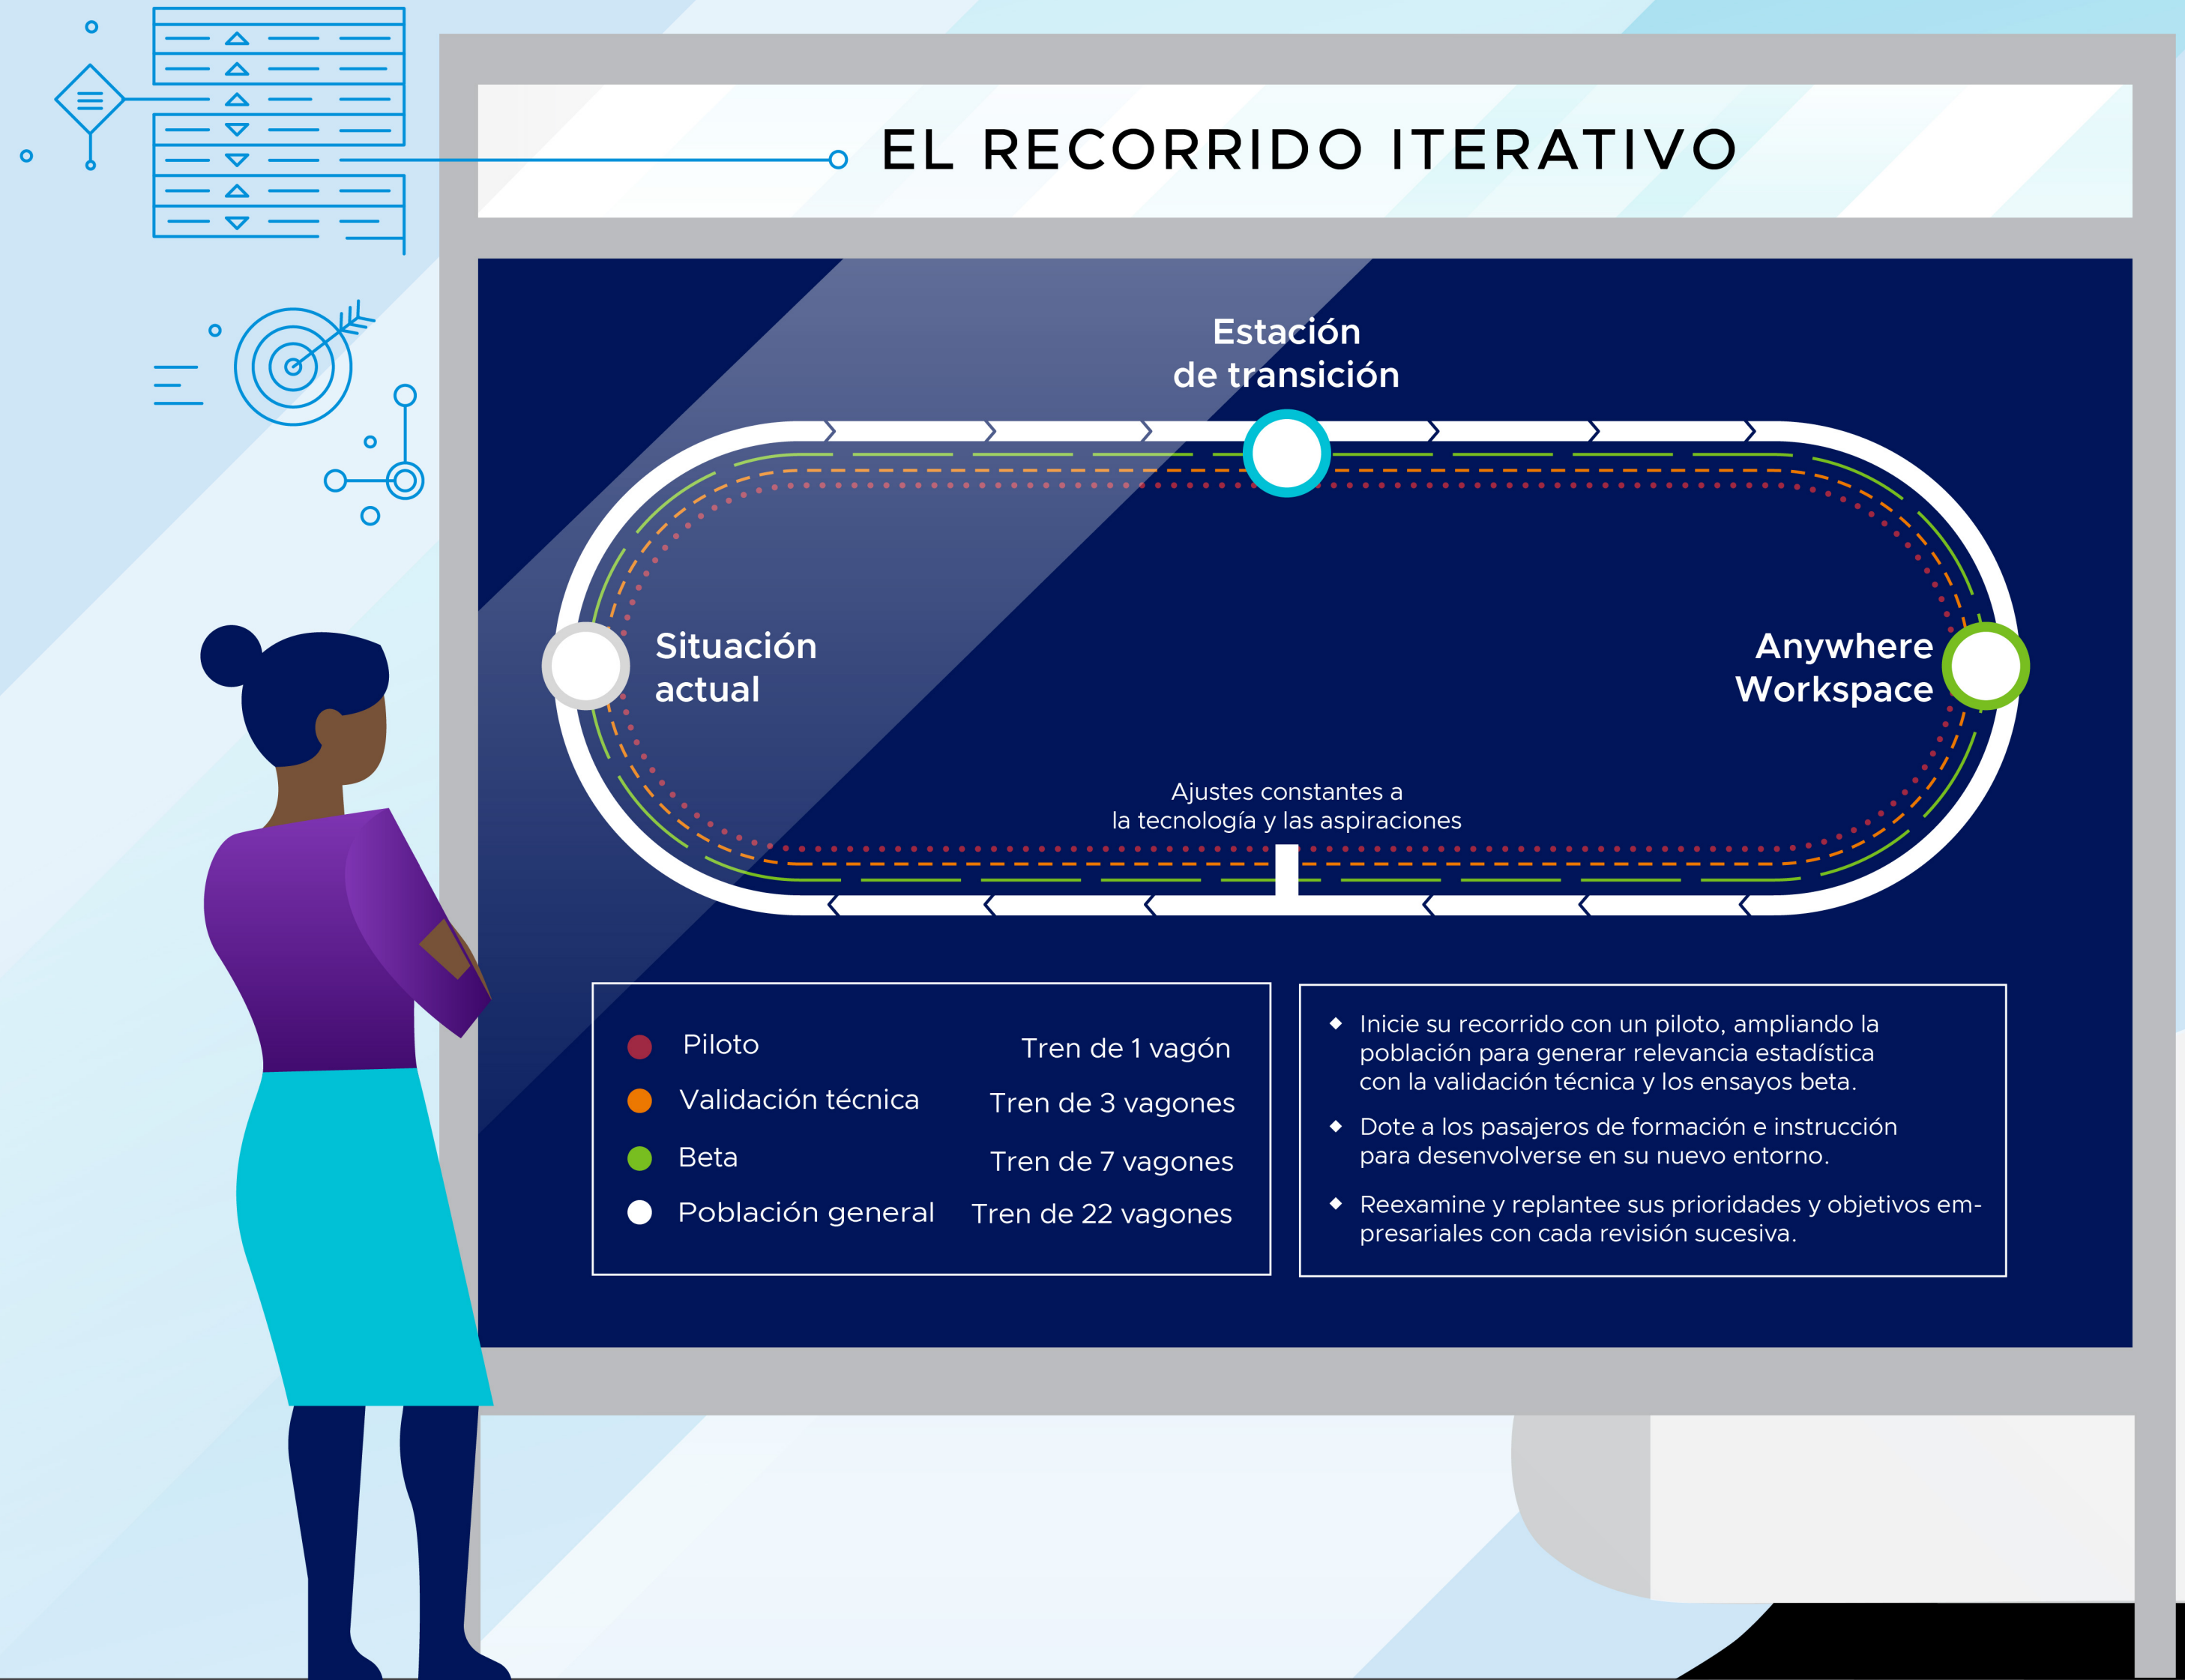 EL RECORRIDO ITERATIVO
Estación
de transición
Situación
actual
Anywhere
Workspace
Ajustes constantes a
la tecnología y las aspiraciones
Piloto Tren de 1 vagón
Validación técnica Tren de 3 vagones
Beta Tren de 7 vagones
Población general Tren de 22 vagones
Inicie su recorrido con un piloto, ampliando la
población para generar relevancia estadística
con la validación técnica y los ensayos beta.
Dote a los pasajeros de formación e instrucción
para desenvolverse en su nuevo entorno.
Reexamine y replantee sus prioridades y objetivos em-
presariales con cada revisión sucesiva.